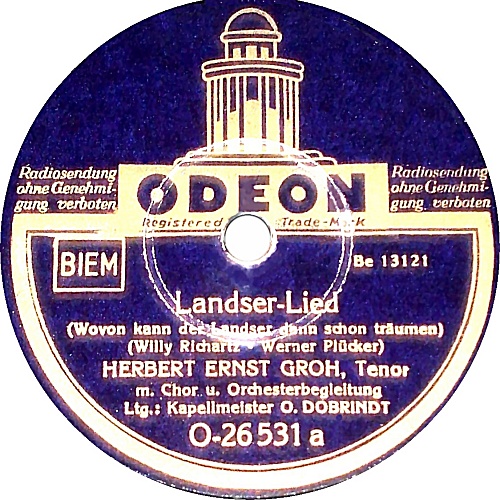 Radiosendung
ohne Genehmi-
gung verboten
ODEON
Radiosendung
ohne Genehmi-
gung verboten
Registered Trade-Mark
BIEM
Be 13121
Landser-Lied
(Wovon kann der Landser denn schon träumen)
(Willy Richartz - Werner Plücker)
HERBERT ERNST GROH, Tenor
m. Chor u. Orchesterbegleitung
Ltg.: Kapellmeister O. DOBRINDT
O-26531 a